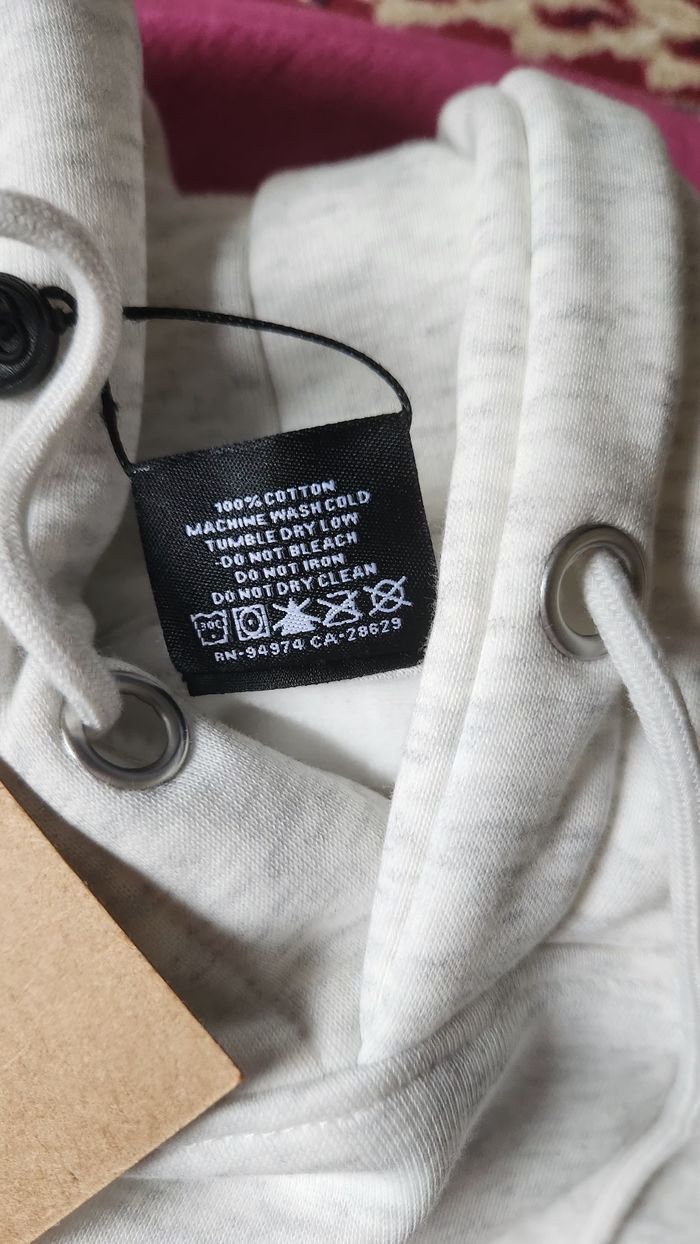 100% COTTON
MACHINE WASH COLD
TUMBLE DRY LOW
-DO NOT BLEACH
DO NOT IRON
DO NOT DRY CLEAN
30C
RN-94974 CA-28629